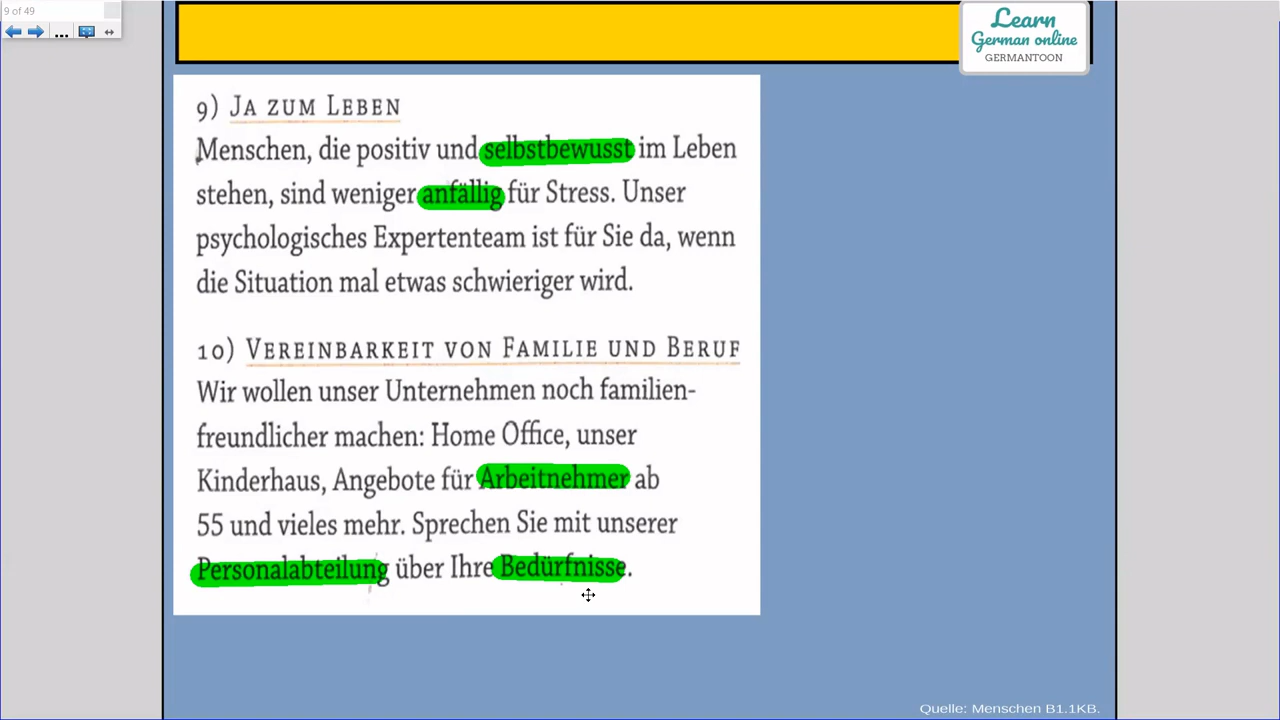 9 of 49
...
Learn
German online
GERMANTOON
9) JA ZUM LEBEN
Menschen, die positiv und selbstbewusst im Leben
stehen, sind weniger anfällig für Stress. Unser
psychologisches Expertenteam ist für Sie da, wenn
die Situation mal etwas schwieriger wird.
10) VEREINBARKEIT VON FAMILIE UND BERUF
Wir wollen unser Unternehmen noch familien-
freundlicher machen: Home Office, unser
Kinderhaus, Angebote für Arbeitnehmer ab
55 und vieles mehr. Sprechen Sie mit unserer
Personalabteilung über Ihre Bedürfnisse.
Quelle: Menschen B1.1KB.